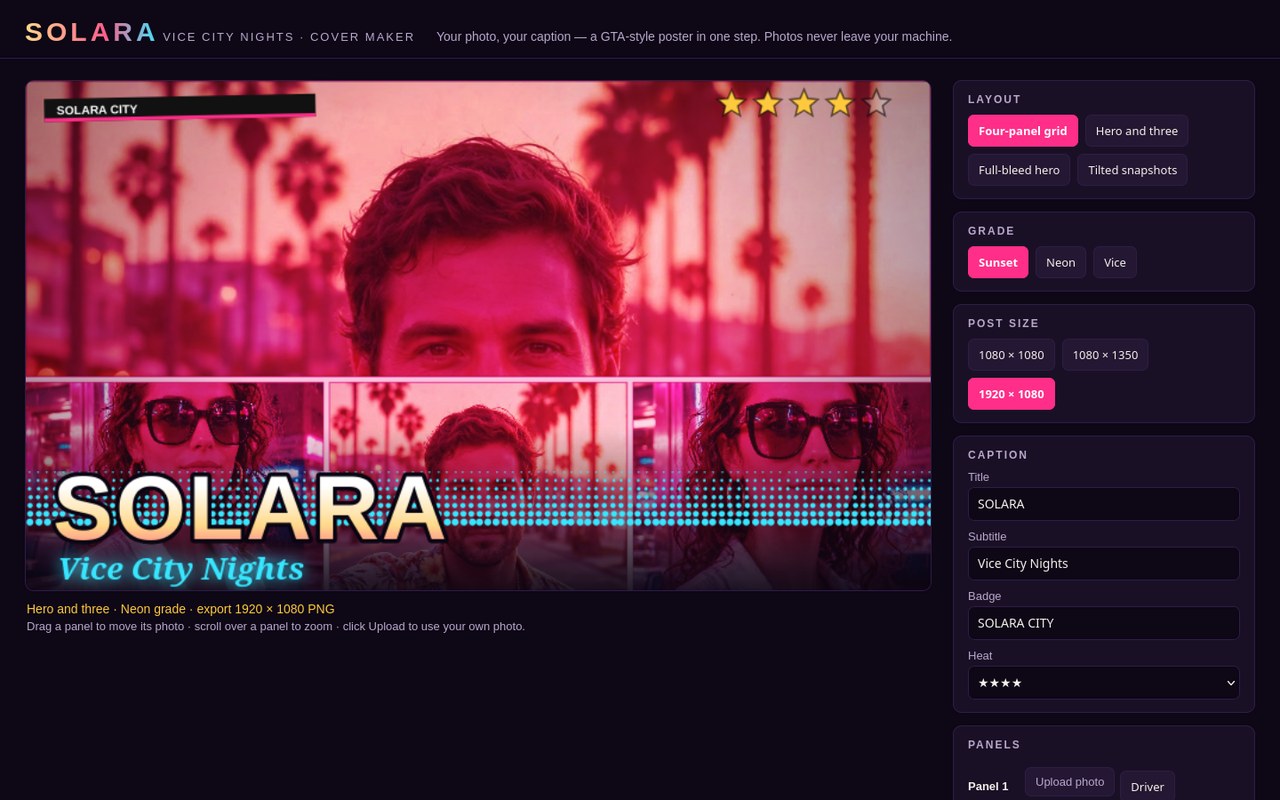 SOLARA VICE CITY NIGHTS · COVER MAKER Your photo, your caption — a GTA-style poster in one step. Photos never leave your machine.
SOLARA CITY
SOLARA
Vice City Nights
Hero and three · Neon grade · export 1920 × 1080 PNG
Drag a panel to move its photo · scroll over a panel to zoom · click Upload to use your own photo.
LAYOUT
Four-panel grid Hero and three
Full-bleed hero Tilted snapshots
GRADE
Sunset Neon Vice
POST SIZE
1080 × 1080 1080 × 1350
1920 × 1080
CAPTION
Title
SOLARA
Subtitle
Vice City Nights
Badge
SOLARA CITY
Heat
★★★★
PANELS
Panel 1 Upload photo Driver